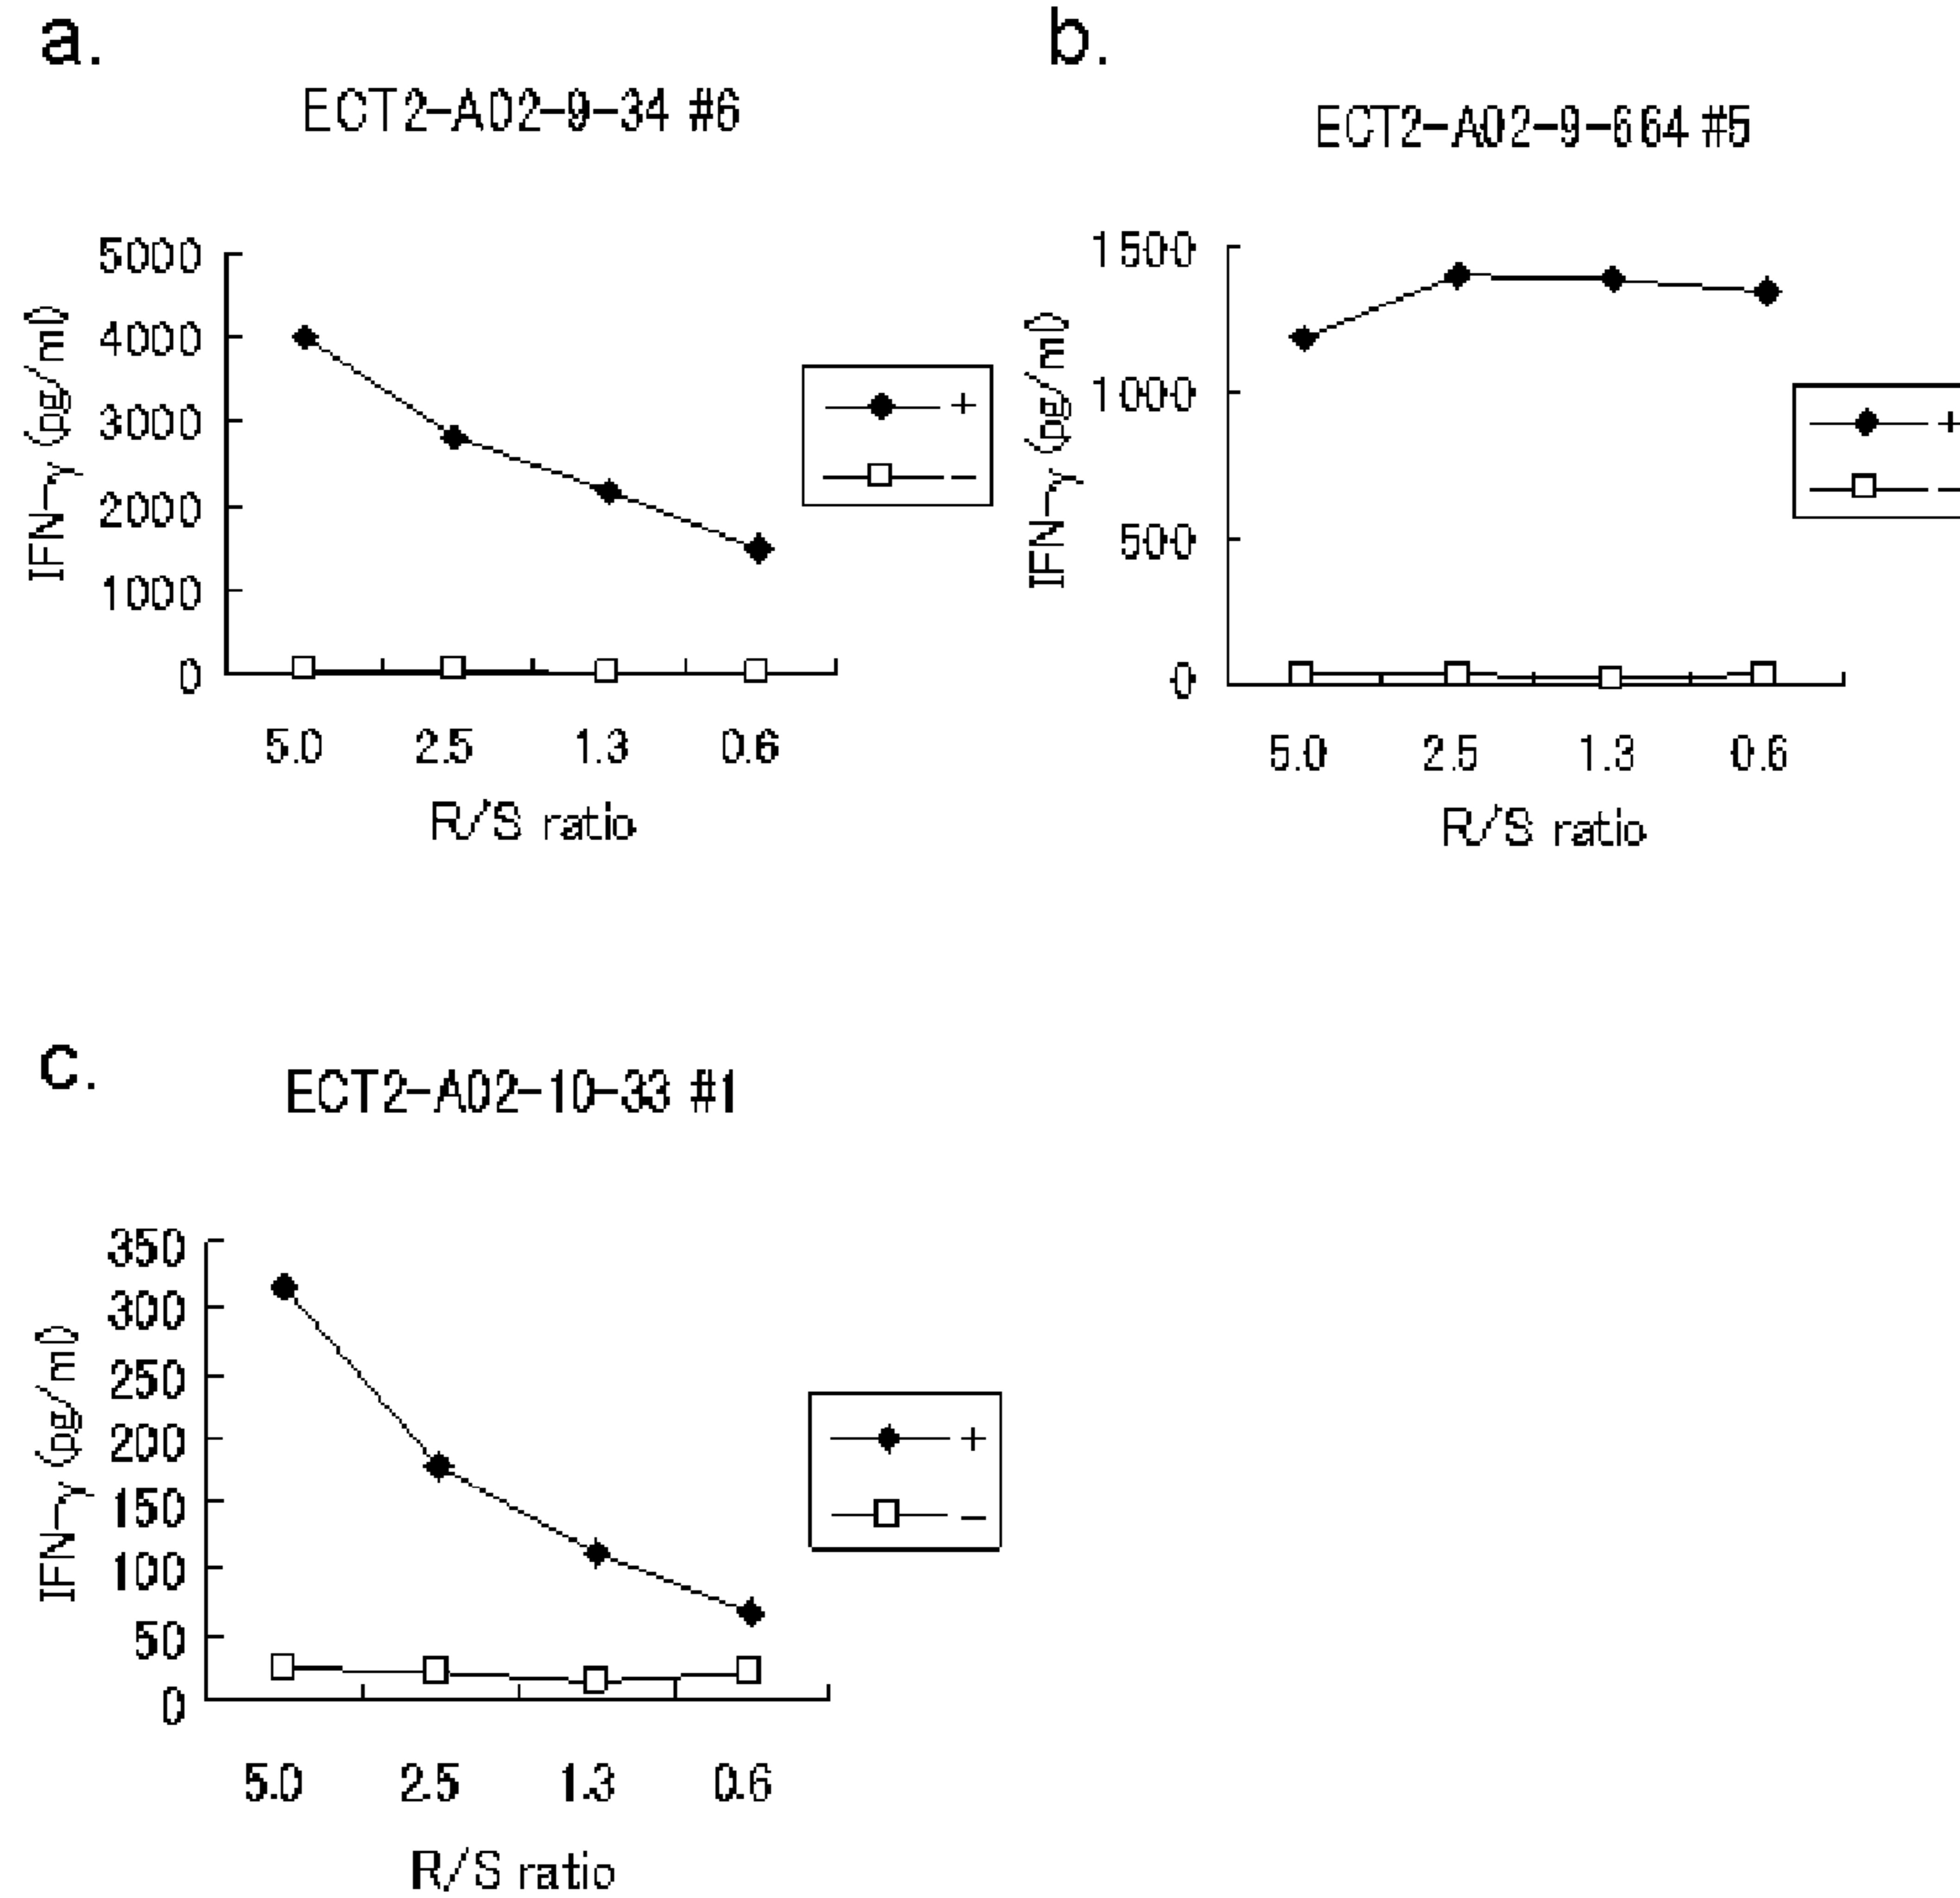 a.
ECT2-A02-9-34 #6
IFN-γ (pg/ml)
5000
4000
3000
2000
1000
0
5.0 2.5 1.3 0.6
R/S ratio
+
−
b.
ECT2-A02-9-664 #5
IFN-γ (pg/ml)
1500
1000
500
0
5.0 2.5 1.3 0.6
R/S ratio
+
−
c.
ECT2-A02-10-33 #1
IFN-γ (pg/ml)
350
300
250
200
150
100
50
0
5.0 2.5 1.3 0.6
R/S ratio
+
−